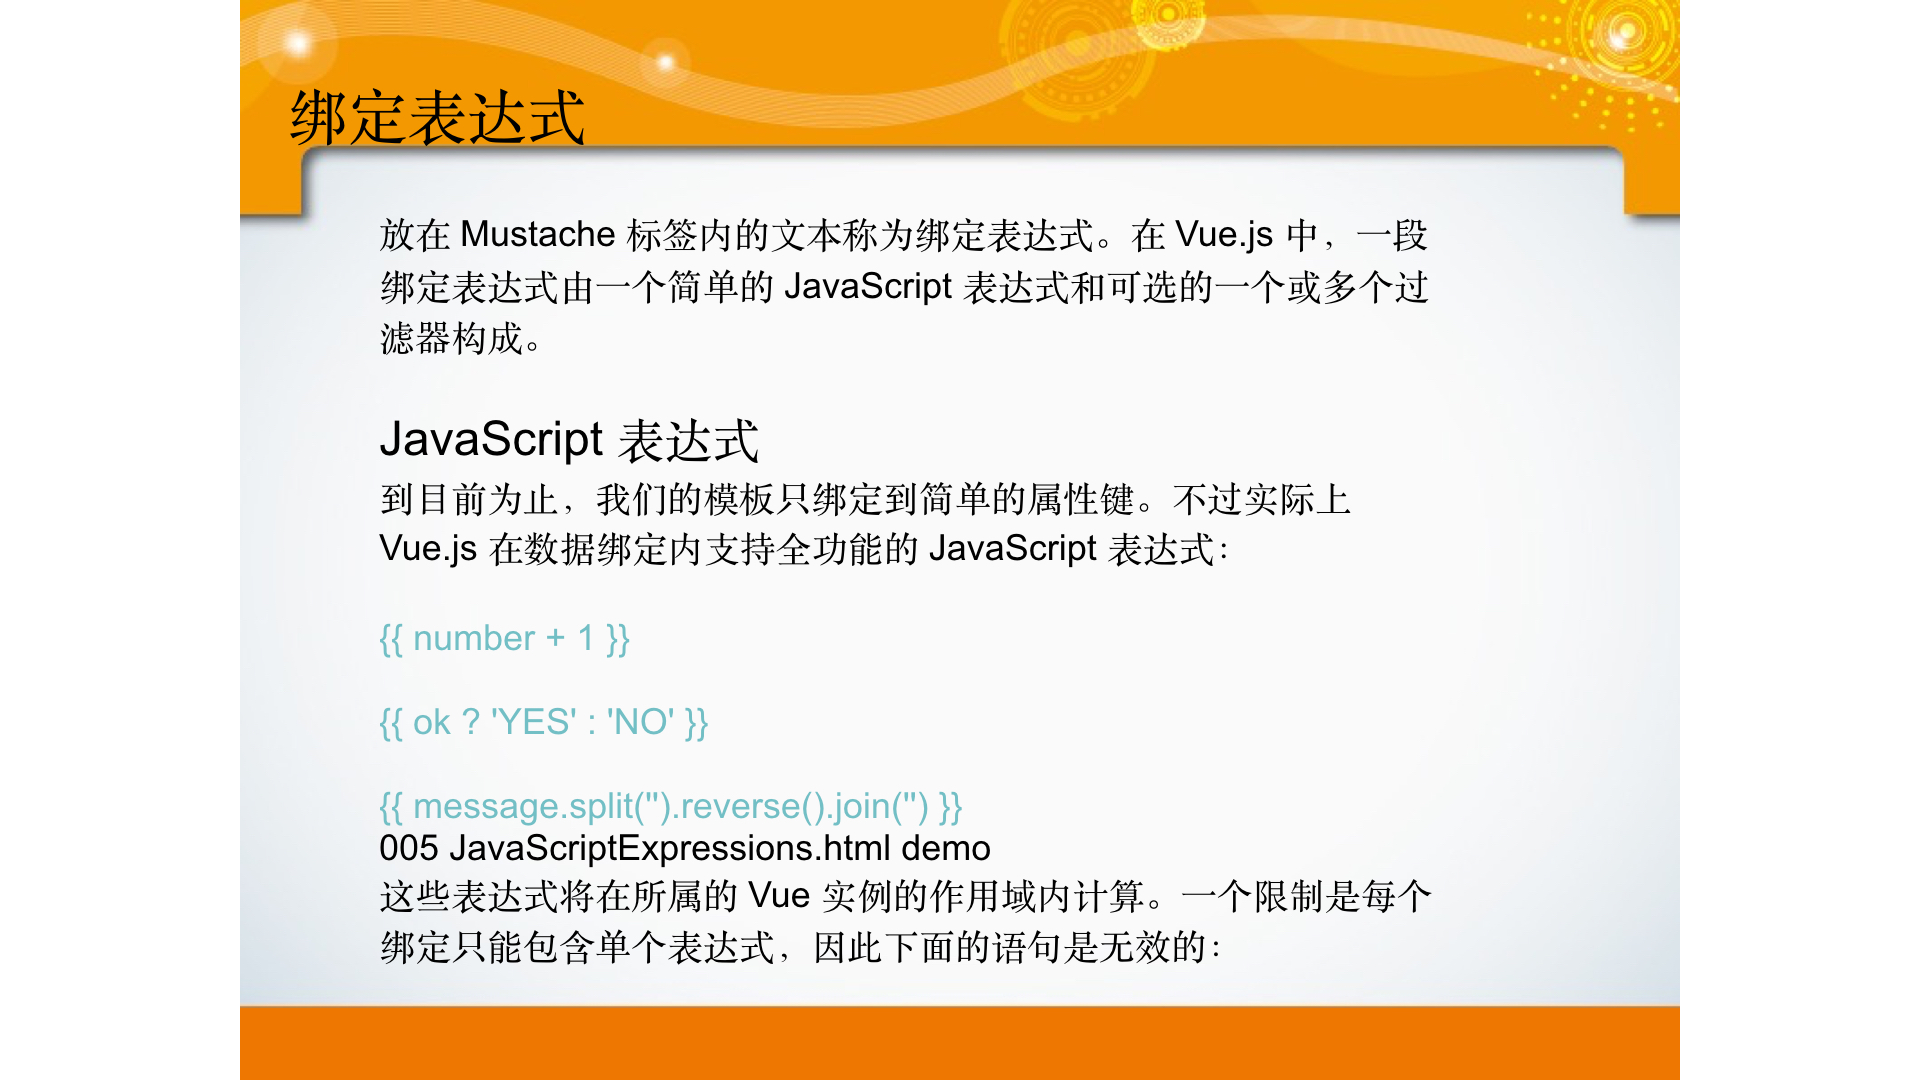 绑定表达式
放在 Mustache 标签内的文本称为绑定表达式。在 Vue.js 中，一段
绑定表达式由一个简单的 JavaScript 表达式和可选的一个或多个过
滤器构成。
JavaScript 表达式
到目前为止，我们的模板只绑定到简单的属性键。不过实际上
Vue.js 在数据绑定内支持全功能的 JavaScript 表达式：
{{ number + 1 }}
{{ ok ? 'YES' : 'NO' }}
{{ message.split('').reverse().join('') }}
005 JavaScriptExpressions.html demo
这些表达式将在所属的 Vue 实例的作用域内计算。一个限制是每个
绑定只能包含单个表达式，因此下面的语句是无效的：